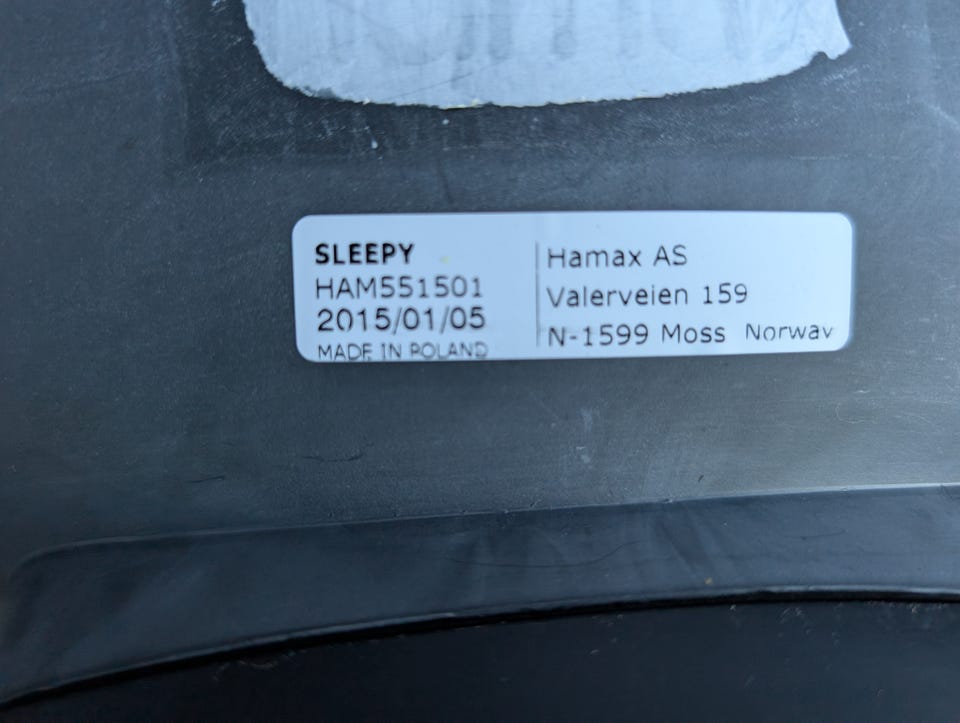 SLEEPY
HAM551501
2015/01/05
MADE IN POLAND
Hamax AS
Valerveien 159
N-1599 Moss Norway